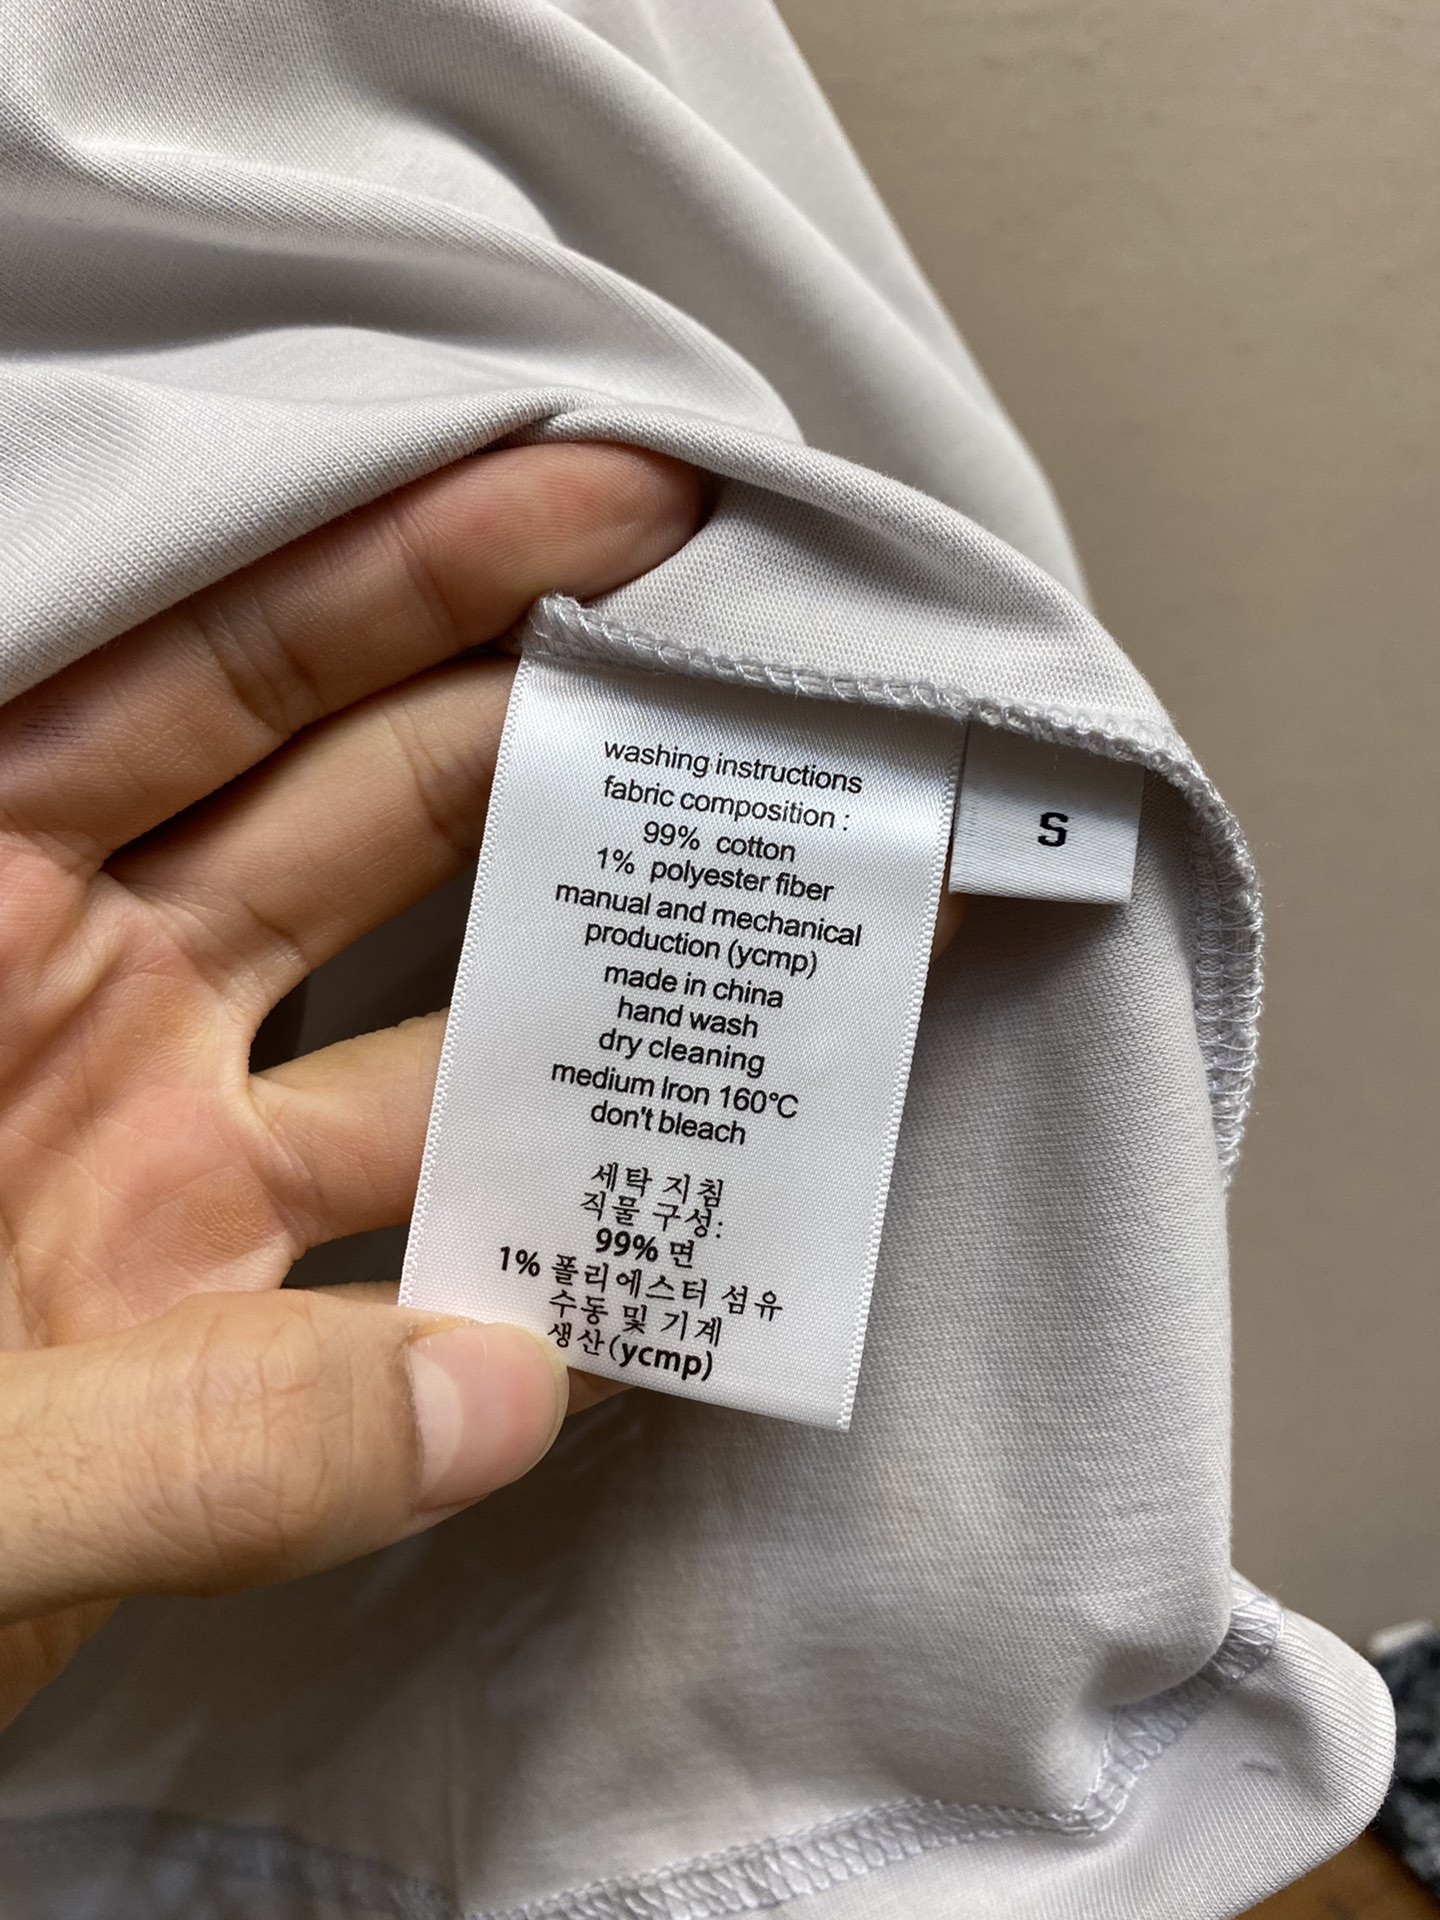 washing instructions
fabric composition :
99% cotton
1% polyester fiber
manual and mechanical
production (ycmp)
made in china
hand wash
dry cleaning
medium Iron 160℃
don't bleach
세탁 지침
직물 구성:
99% 면
1% 폴리에스터 섬유
수동 및 기계
생산(ycmp)
S